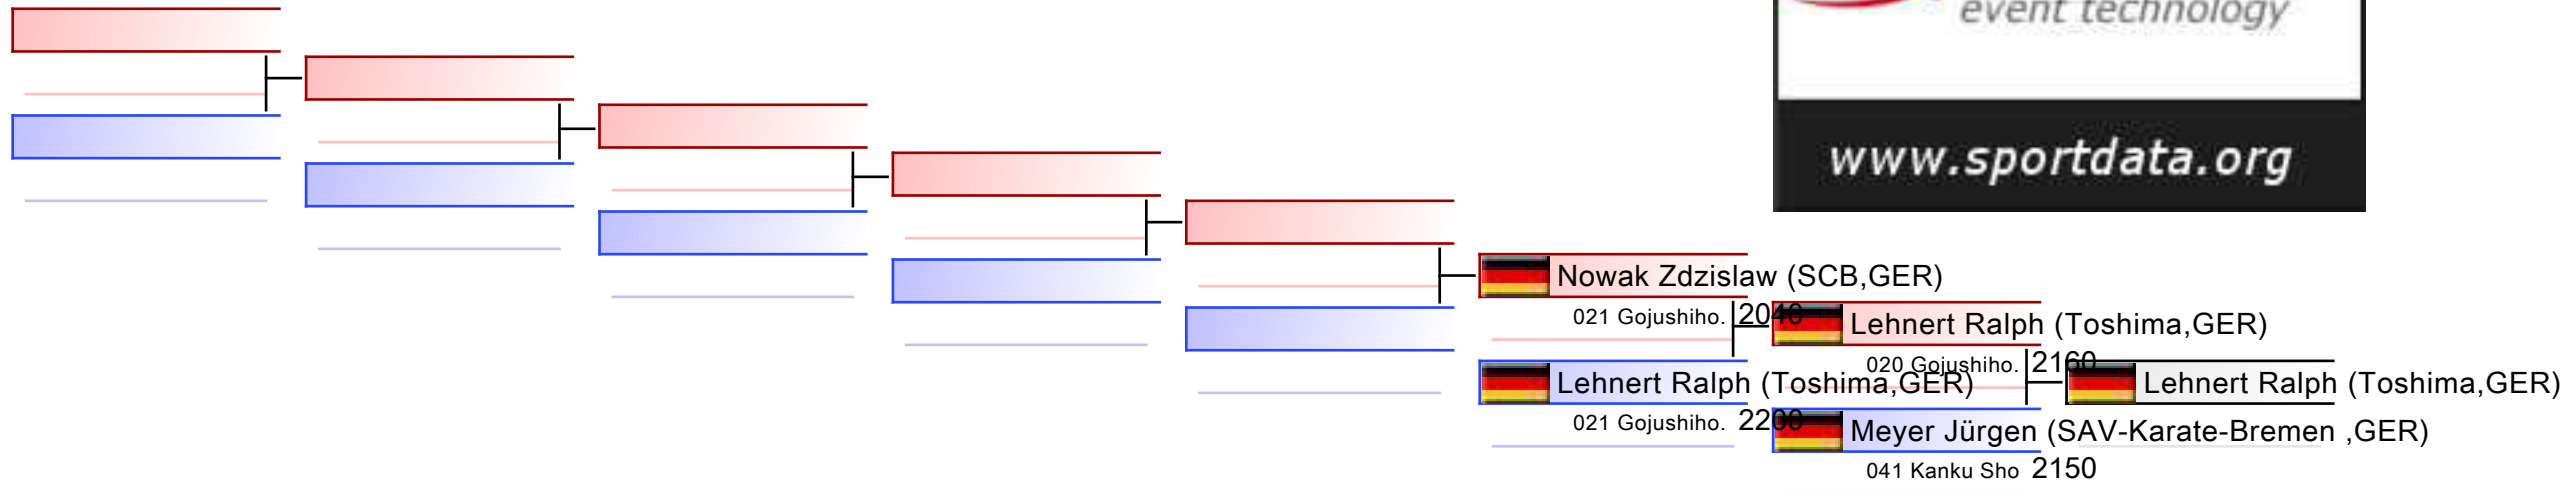 event technology
www.sportdata.org
Nowak Zdzislaw (SCB,GER)
021 Gojushiho. 2040
Lehnert Ralph (Toshima,GER)
020 Gojushiho. 2160
Lehnert Ralph (Toshima,GER)
Lehnert Ralph (Toshima,GER)
021 Gojushiho. 2200
Meyer Jürgen (SAV-Karate-Bremen ,GER)
041 Kanku Sho 2150